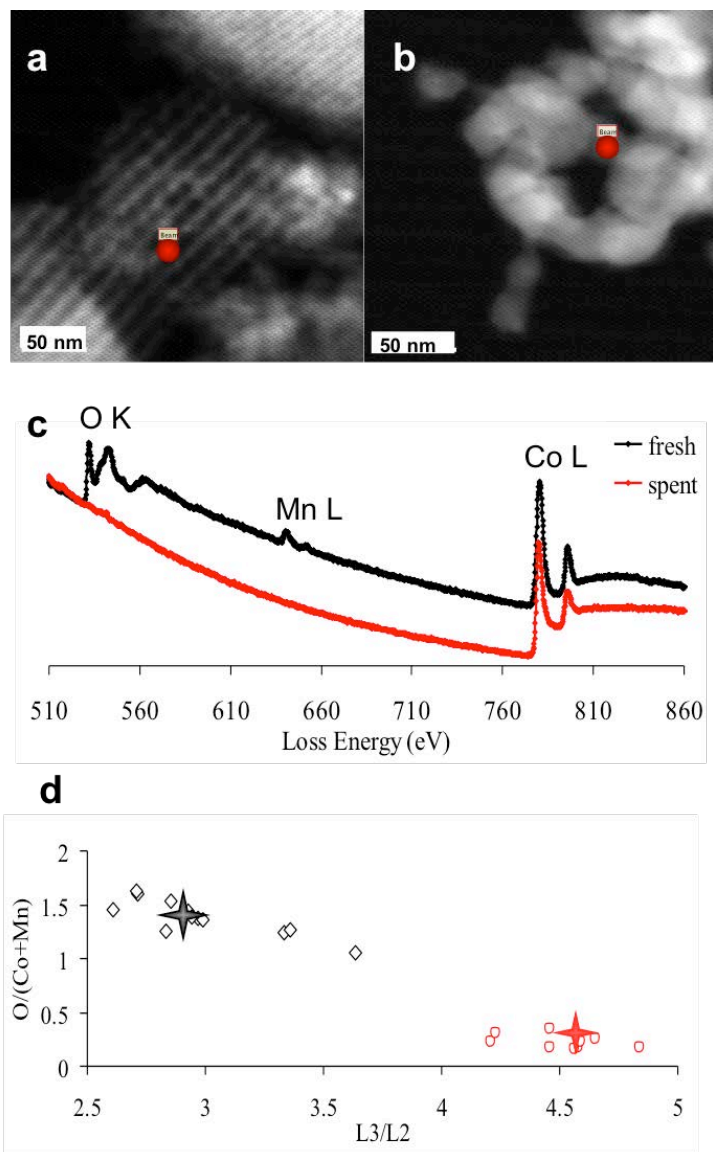 a
b
Beam
Beam
50 nm
50 nm
c
O K
Mn L
Co L
fresh
spent
510 560 610 660 710 760 810 860
Loss Energy (eV)
d
O/(Co+Mn)
2
1.5
1
0.5
0
2.5 3 3.5 4 4.5 5
L3/L2